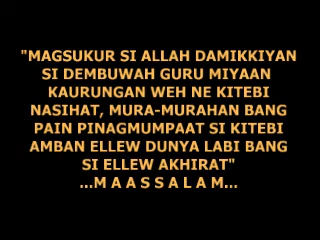 "MAGSUKUR SI ALLAH DAMIKKIYAN
SI DEMBUWAH GURU MIYAAN
KAURUNGAN WEH NE KITEBI
NASIHAT, MURA-MURAHAN BANG
PAIN PINAGMUMPAAT SI KITEBI
AMBAN ELLEW DUNYA LABI BANG
SI ELLEW AKHIRAT"
...M A A S S A L A M...